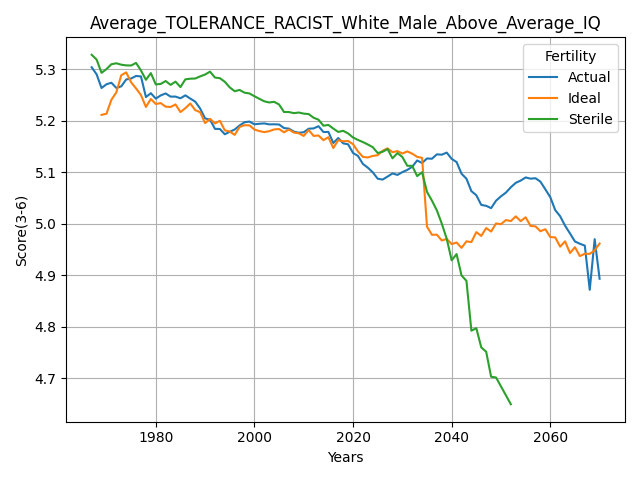 Average_TOLERANCE_RACIST_White_Male_Above_Average_IQ
Fertility
Actual
Ideal
Sterile
Score(3-6)
5.3
5.2
5.1
5.0
4.9
4.8
4.7
1980
2000
2020
2040
2060
Years